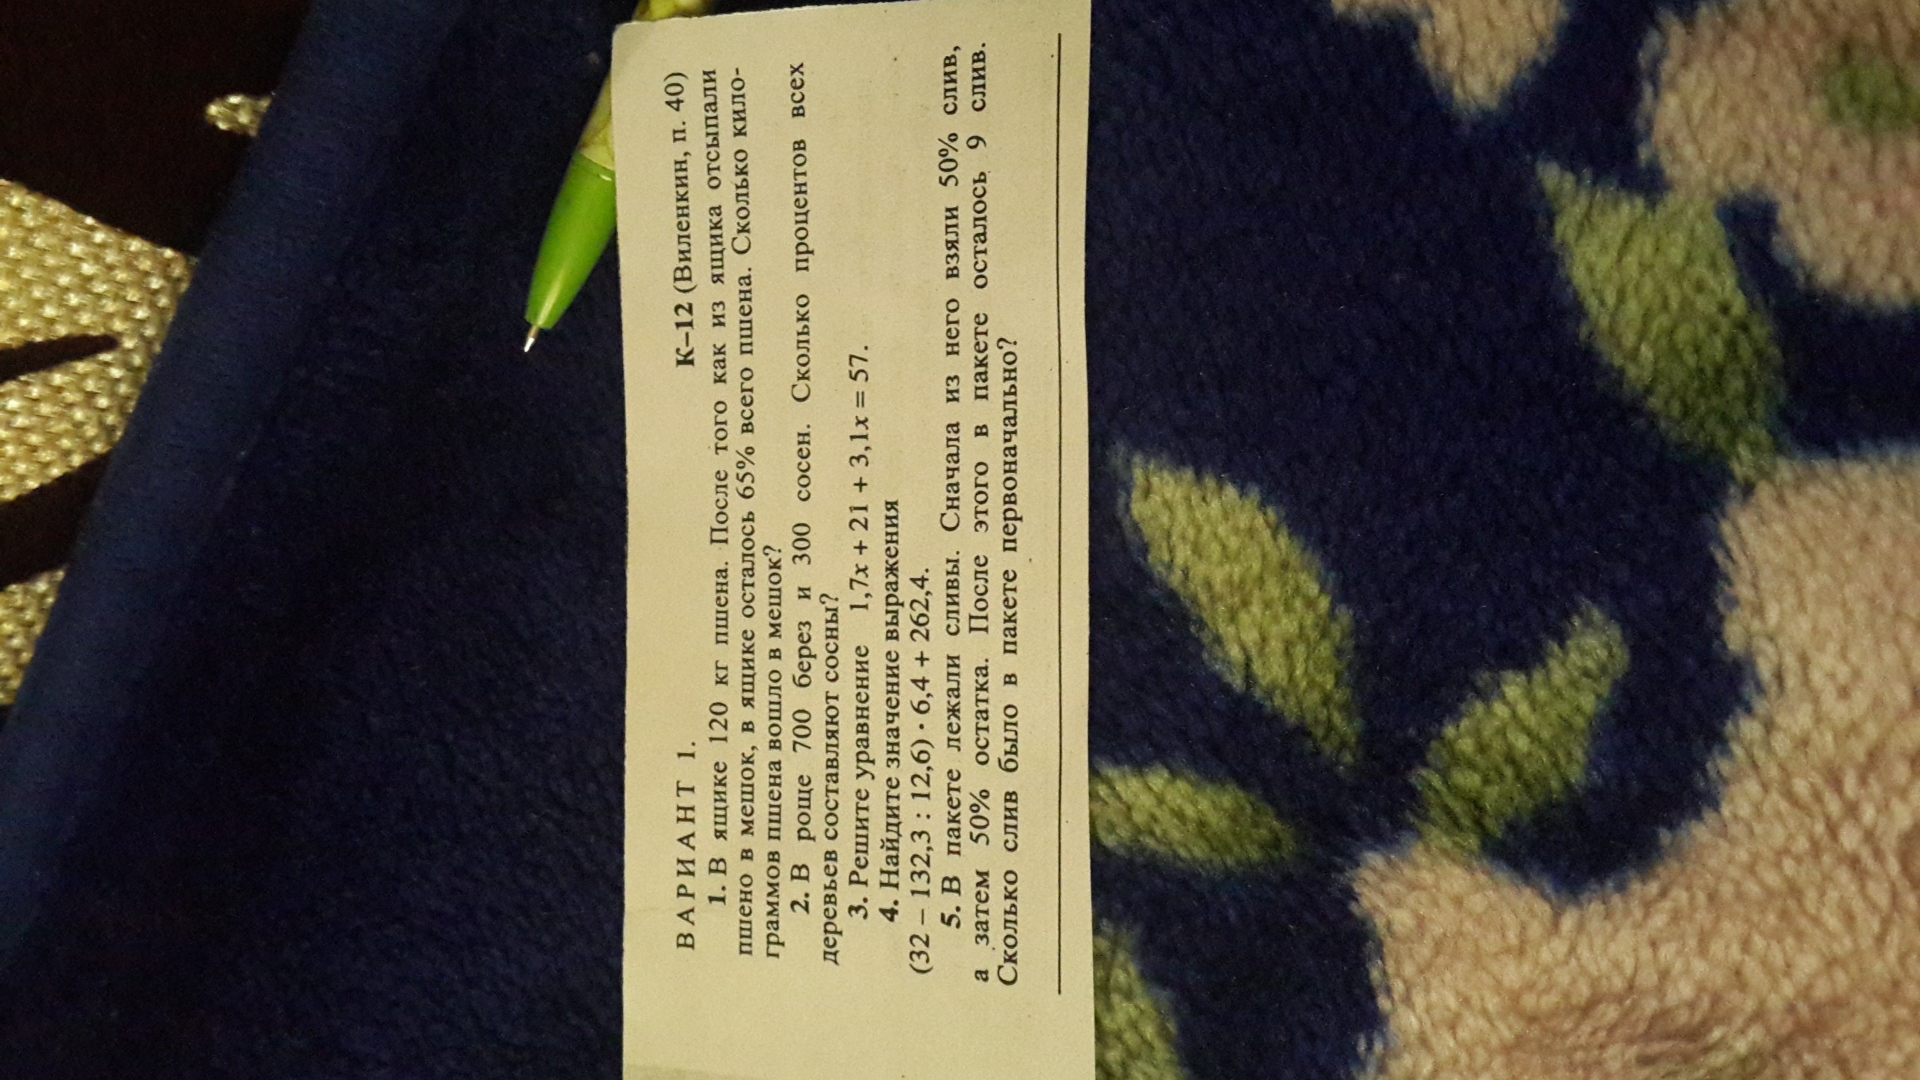 ВАРИАНТ 1. К–12 (Виленкин, п. 40)
1. В ящике 120 кг пшена. После того как из ящика отсыпали
пшено в мешок, в ящике осталось 65% всего пшена. Сколько кило-
граммов пшена вошло в мешок?
2. В роще 700 берез и 300 сосен. Сколько процентов всех
деревьев составляют сосны?
3. Решите уравнение 1,7x + 21 + 3,1x = 57.
4. Найдите значение выражения
(32 – 132,3 : 12,6) · 6,4 + 262,4.
5. В пакете лежали сливы. Сначала из него взяли 50% слив,
а затем 50% остатка. После этого в пакете осталось 9 слив.
Сколько слив было в пакете первоначально?